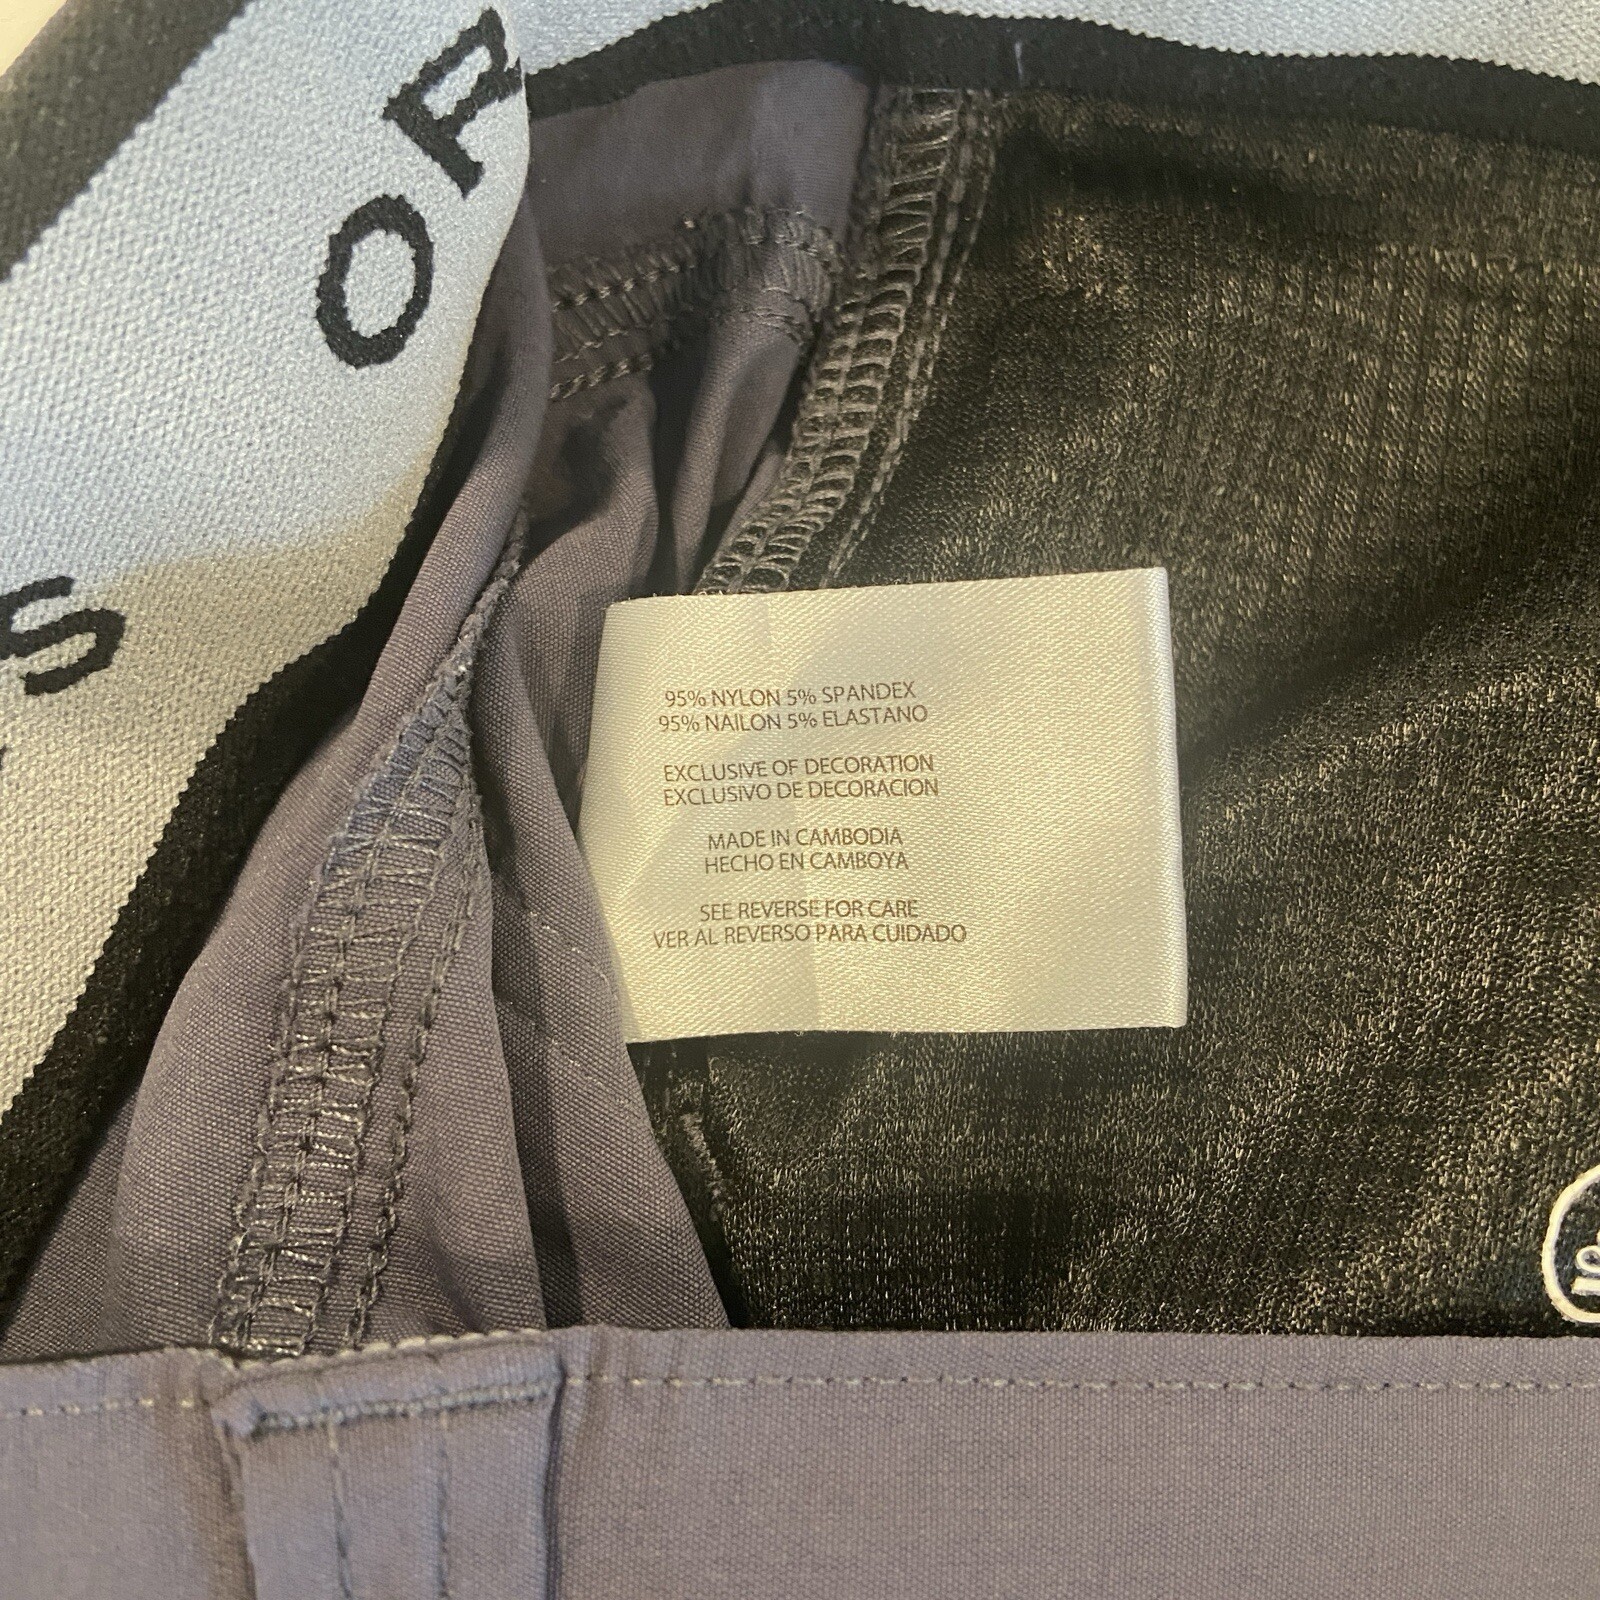 OR
S
95% NYLON 5% SPANDEX
95% NAILON 5% ELASTANO
EXCLUSIVE OF DECORATION
EXCLUSIVO DE DECORACION
MADE IN CAMBODIA
HECHO EN CAMBOYA
SEE REVERSE FOR CARE
VER AL REVERSO PARA CUIDADO